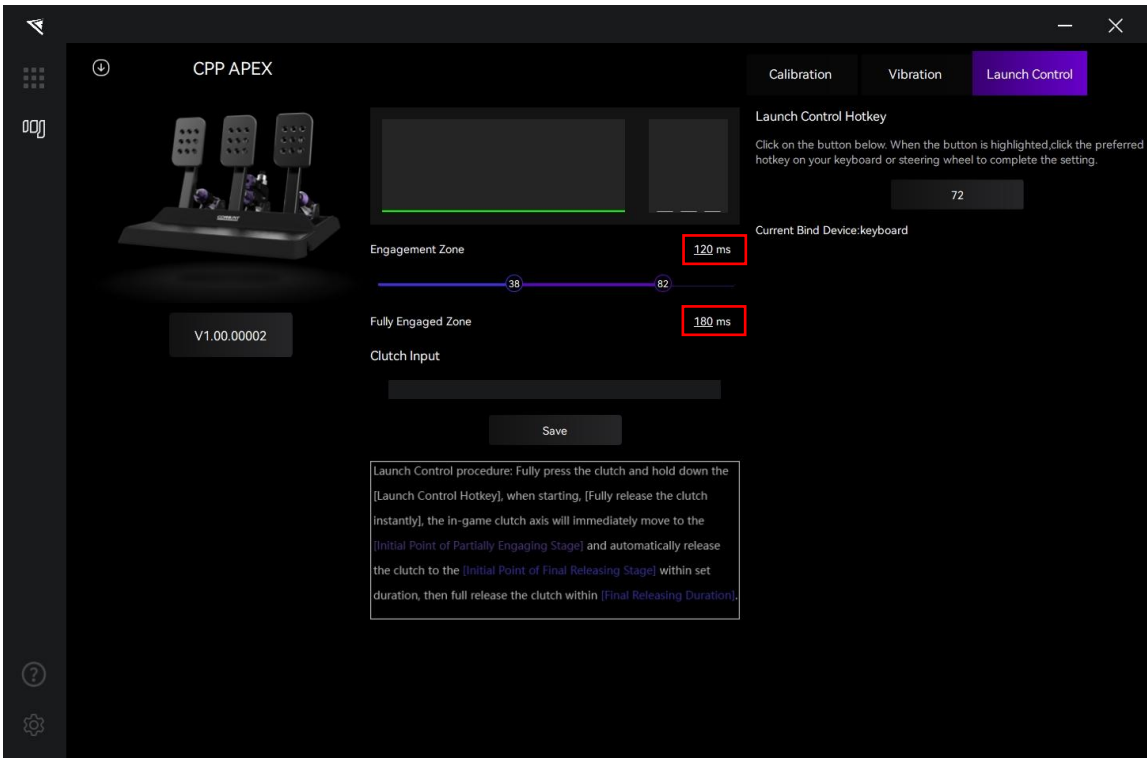 CPP APEX
Calibration
Vibration
Launch Control
Launch Control Hotkey
Click on the button below. When the button is highlighted,click the preferred
hotkey on your keyboard or steering wheel to complete the setting.
72
Current Bind Device:keyboard
Engagement Zone
120 ms
38
82
Fully Engaged Zone
180 ms
V1.00.00002
Clutch Input
Save
Launch Control procedure: Fully press the clutch and hold down the
[Launch Control Hotkey], when starting, [Fully release the clutch
instantly], the in-game clutch axis will immediately move to the
[Initial Point of Partially Engaging Stage] and automatically release
the clutch to the [Initial Point of Final Releasing Stage] within set
duration, then full release the clutch within [Final Releasing Duration].